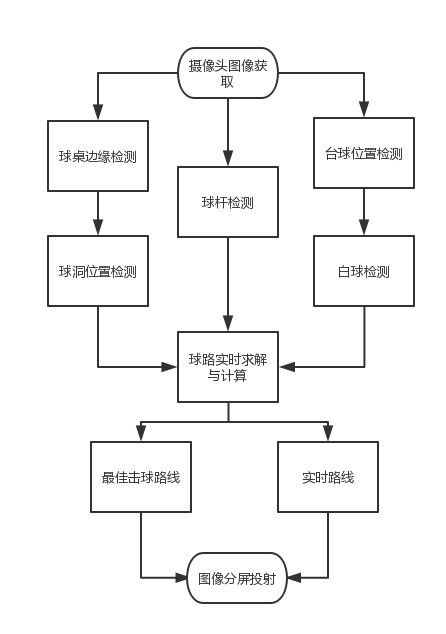 摄像头图像获
取
球桌边缘检测
台球位置检测
球杆检测
球洞位置检测
白球检测
球路实时求解
与计算
最佳击球路线
实时路线
图像分屏投射